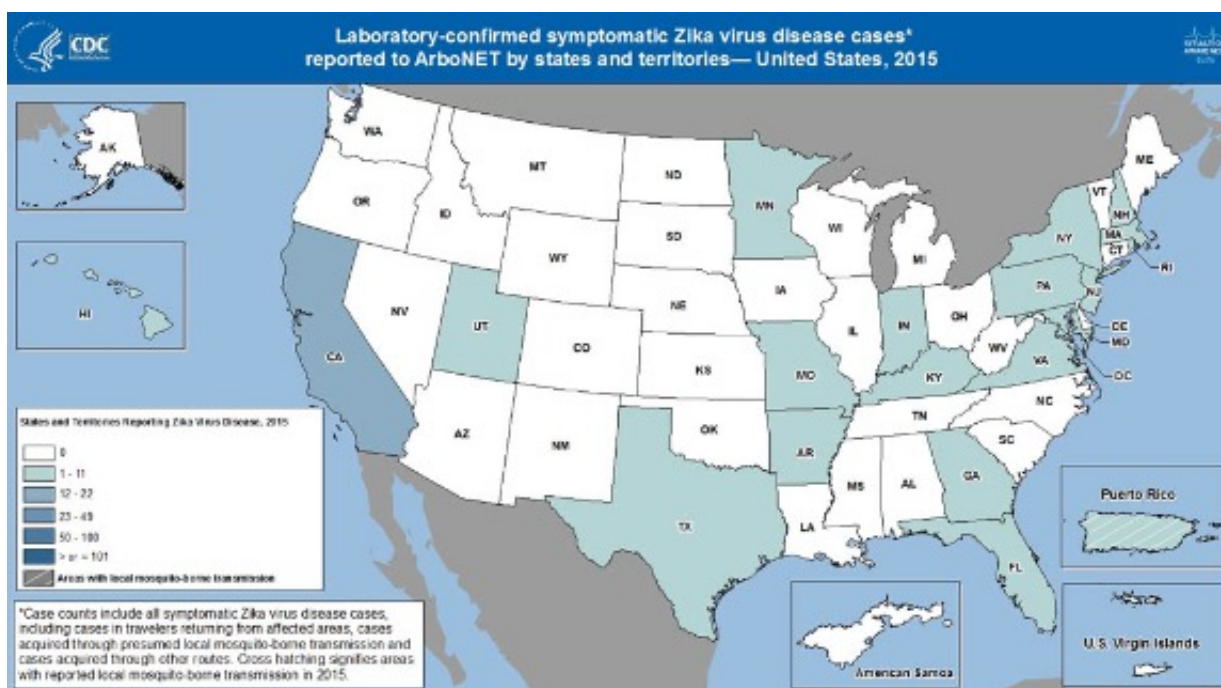 CDC
Laboratory-confirmed symptomatic Zika virus disease cases*
reported to ArboNET by states and territories— United States, 2015
AK
HI
WA
OR
CA
ID
NV
MT
WY
UT
AZ
CO
NM
ND
SD
NE
KS
OK
TX
MN
IA
MO
AR
LA
WI
IL
MS
MI
IN
KY
TN
AL
OH
WV
VA
NC
SC
GA
FL
PA
NY
NJ
VT
NH
ME
MA
CT
RI
DE
MD
DC
States and Territories Reporting Zika Virus Disease, 2015
0
1 - 11
12 - 22
23 - 49
50 - 100
> or = 101
Areas with local mosquito-borne transmission
*Case counts include all symptomatic Zika virus disease cases,
including cases in travelers returning from affected areas, cases
acquired through presumed local mosquito-borne transmission and
cases acquired through other routes. Cross hatching signifies areas
with reported local mosquito-borne transmission in 2015.
Puerto Rico
American Samoa
U.S. Virgin Islands